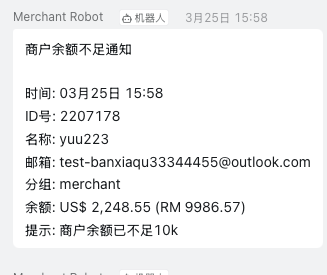 Merchant Robot 机器人 3月25日 15:58
商户余额不足通知
时间: 03月25日 15:58
ID号: 2207178
名称: yuu223
邮箱: test-banxiaqu33344455@outlook.com
分组: merchant
余额: US$ 2,248.55 (RM 9986.57)
提示: 商户余额已不足10k